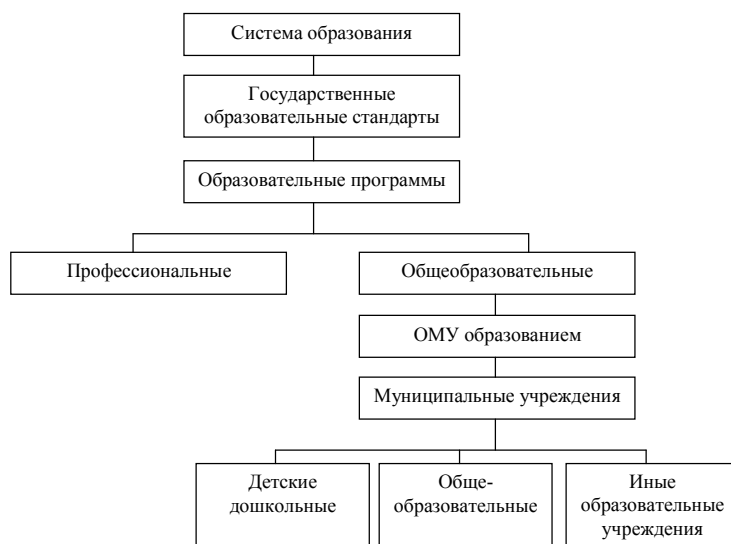 Система образования
Государственные
образовательные стандарты
Образовательные программы
Профессиональные
Общеобразовательные
ОМУ образованием
Муниципальные учреждения
Детские
дошкольные
Обще-
образовательные
Иные
образовательные
учреждения